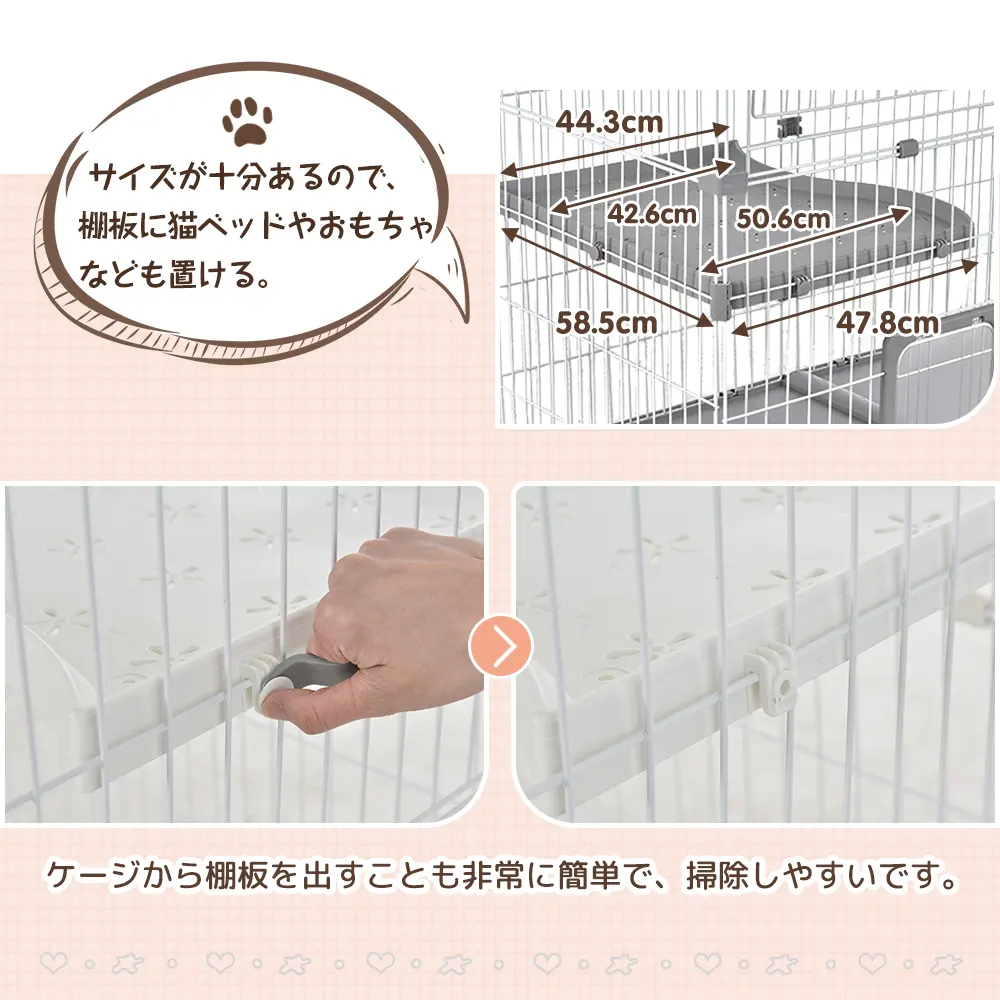 サイズが十分あるので、
棚板に猫ベッドやおもちゃ
なども置ける。
44.3cm
42.6cm
50.6cm
58.5cm
47.8cm
ケージから棚板を出すことも非常に簡単で、掃除しやすいです。